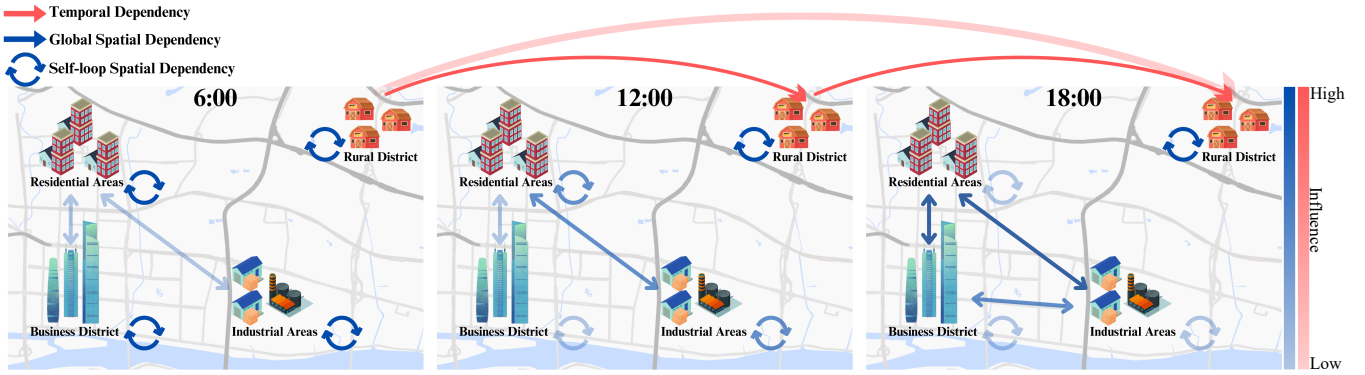 Temporal Dependency
Global Spatial Dependency
Self-loop Spatial Dependency
6:00
Rural District
Residential Areas
Business District
Industrial Areas
12:00
Rural District
Residential Areas
Business District
Industrial Areas
18:00
Rural District
Residential Areas
Business District
Industrial Areas
High
Influence
Low